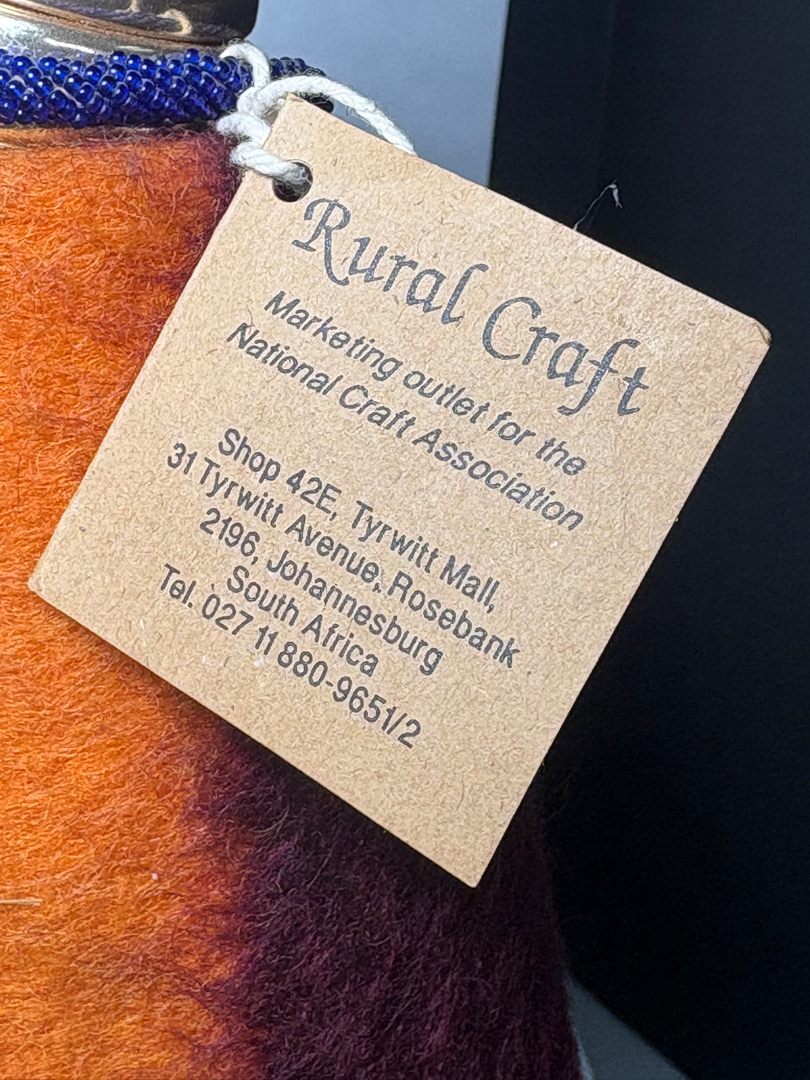 Rural Craft
Marketing outlet for the
National Craft Association
Shop 42E, Tyrwitt Mall,
31 Tyrwitt Avenue, Rosebank
2196, Johannesburg
South Africa
Tel. 027 11 880-9651/2